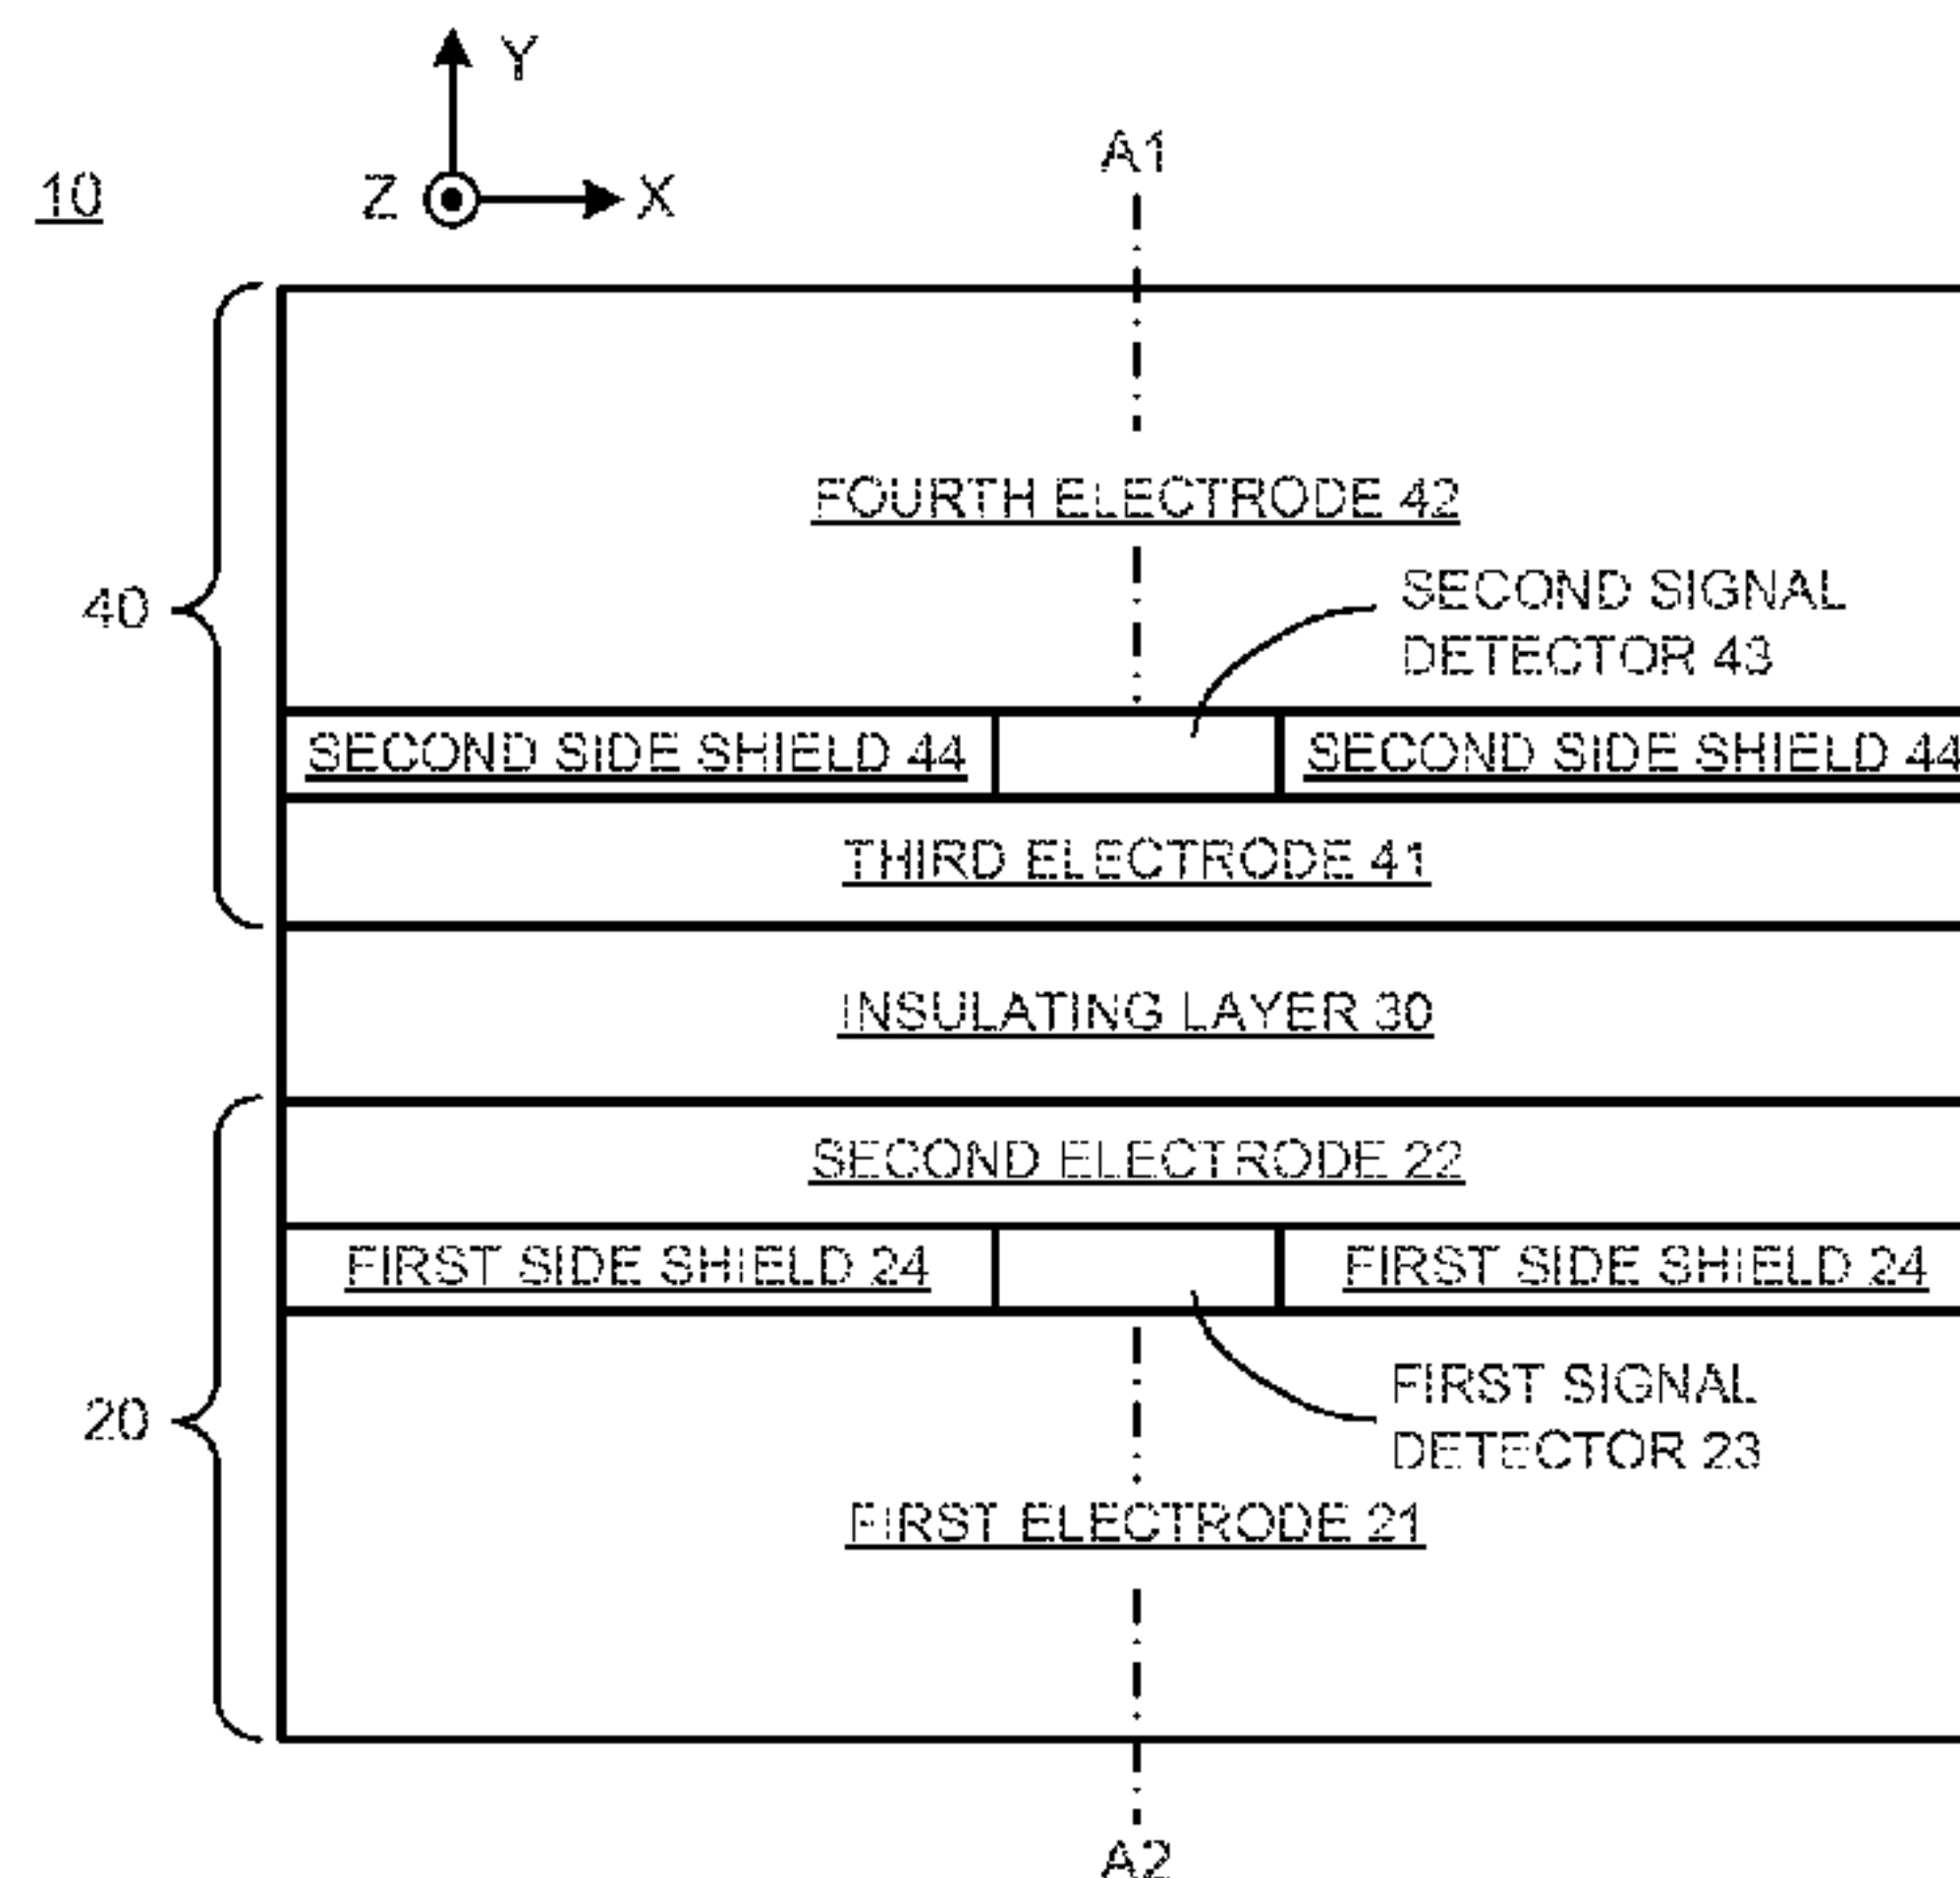 Y
A1
10
Z
X
FOURTH ELECTRODE 42
SECOND SIGNAL
DETECTOR 43
40
SECOND SIDE SHIELD 44
SECOND SIDE SHIELD 44
THIRD ELECTRODE 41
INSULATING LAYER 30
SECOND ELECTRODE 22
FIRST SIDE SHIELD 24
FIRST SIDE SHIELD 24
FIRST SIGNAL
DETECTOR 23
20
FIRST ELECTRODE 21
A2